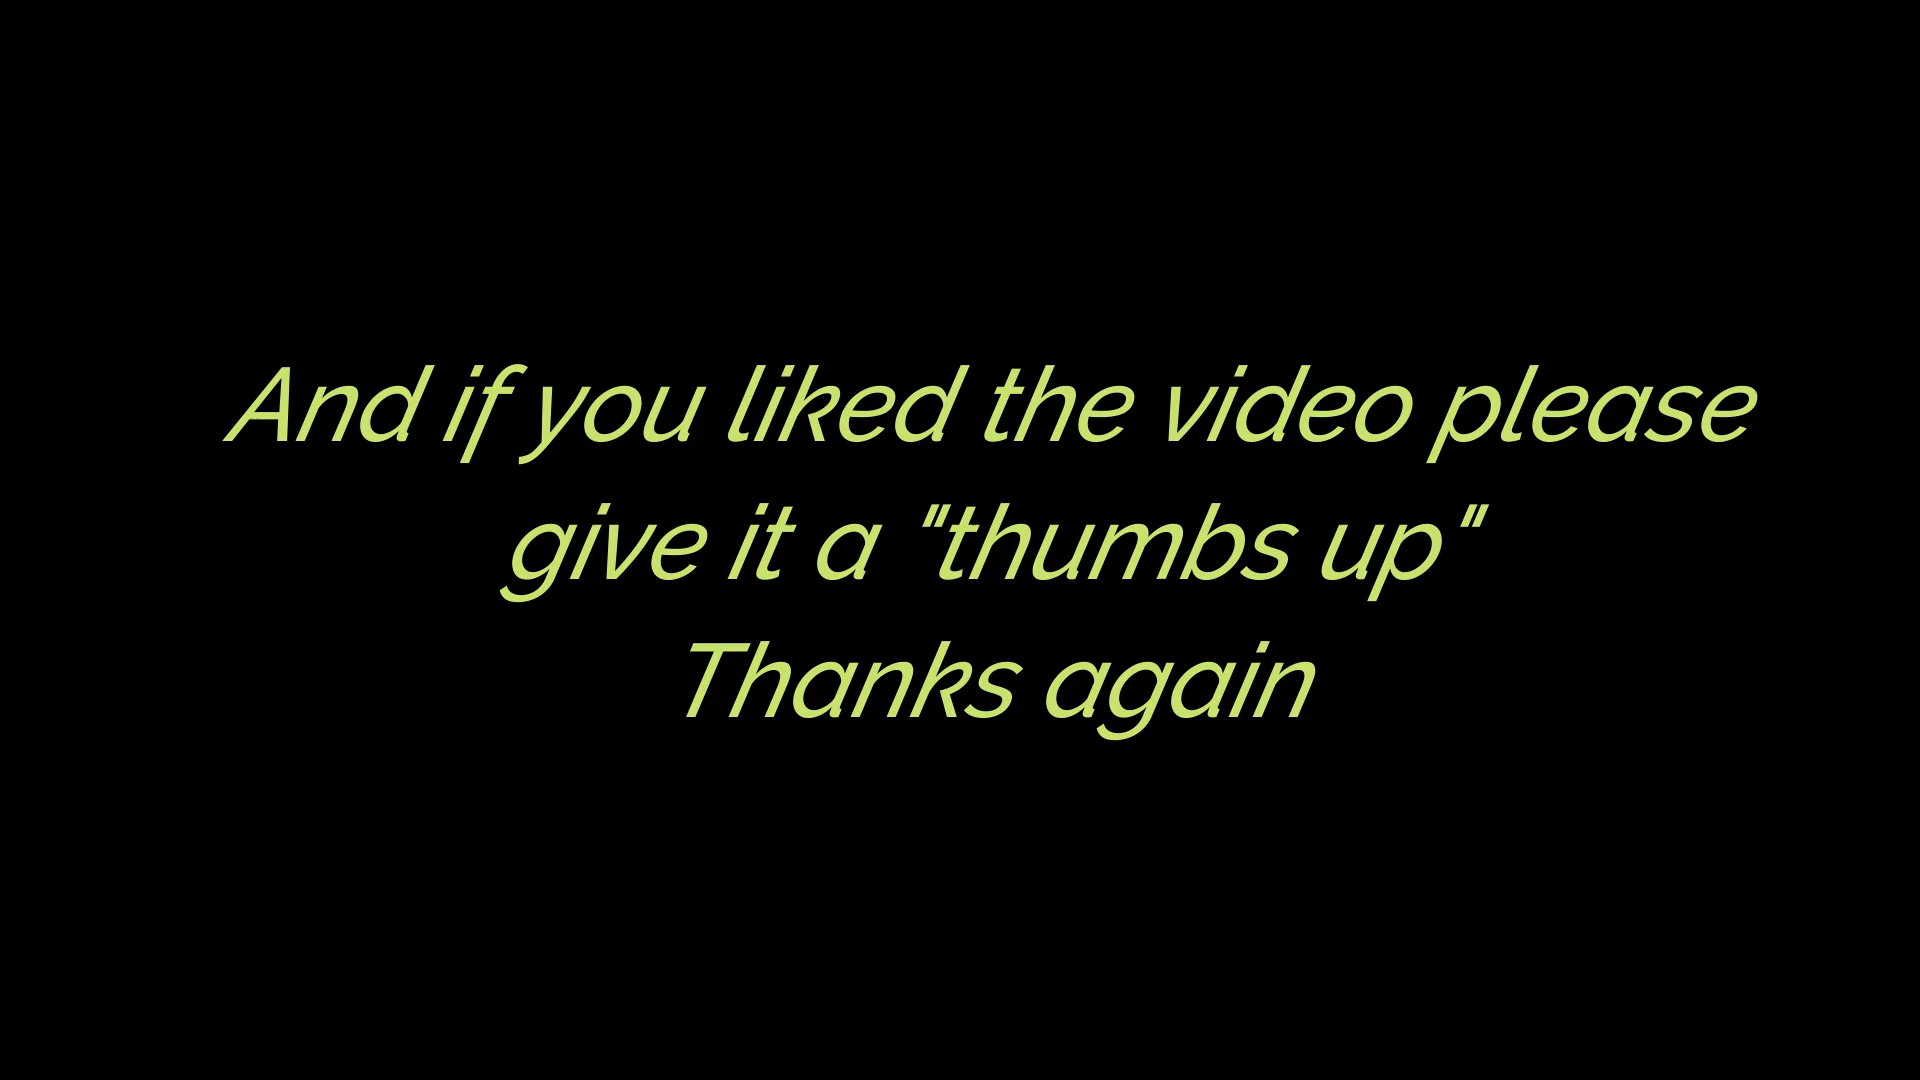 And if you liked the video please
give it a "thumbs up"
Thanks again